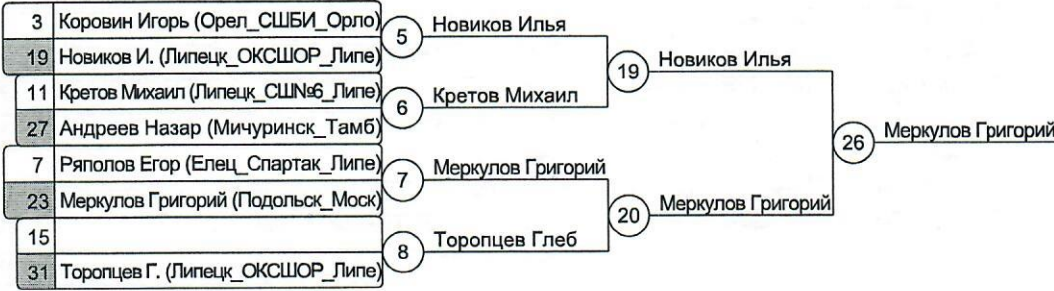 3 Коровин Игорь (Орел_СШБИ_Орло)
5 Новиков Илья
19 Новиков И. (Липецк_ОКСШОР_Липе)
19 Новиков Илья
11 Кретов Михаил (Липецк_СШ№6_Липе)
6 Кретов Михаил
27 Андреев Назар (Мичуринск_Тамб)
26 Меркулов Григорий
7 Ряполов Егор (Елец_Спартак_Липе)
7 Меркулов Григорий
23 Меркулов Григорий (Подольск_Моск)
20 Меркулов Григорий
15
8 Торопцев Глеб
31 Торопцев Г. (Липецк_ОКСШОР_Липе)